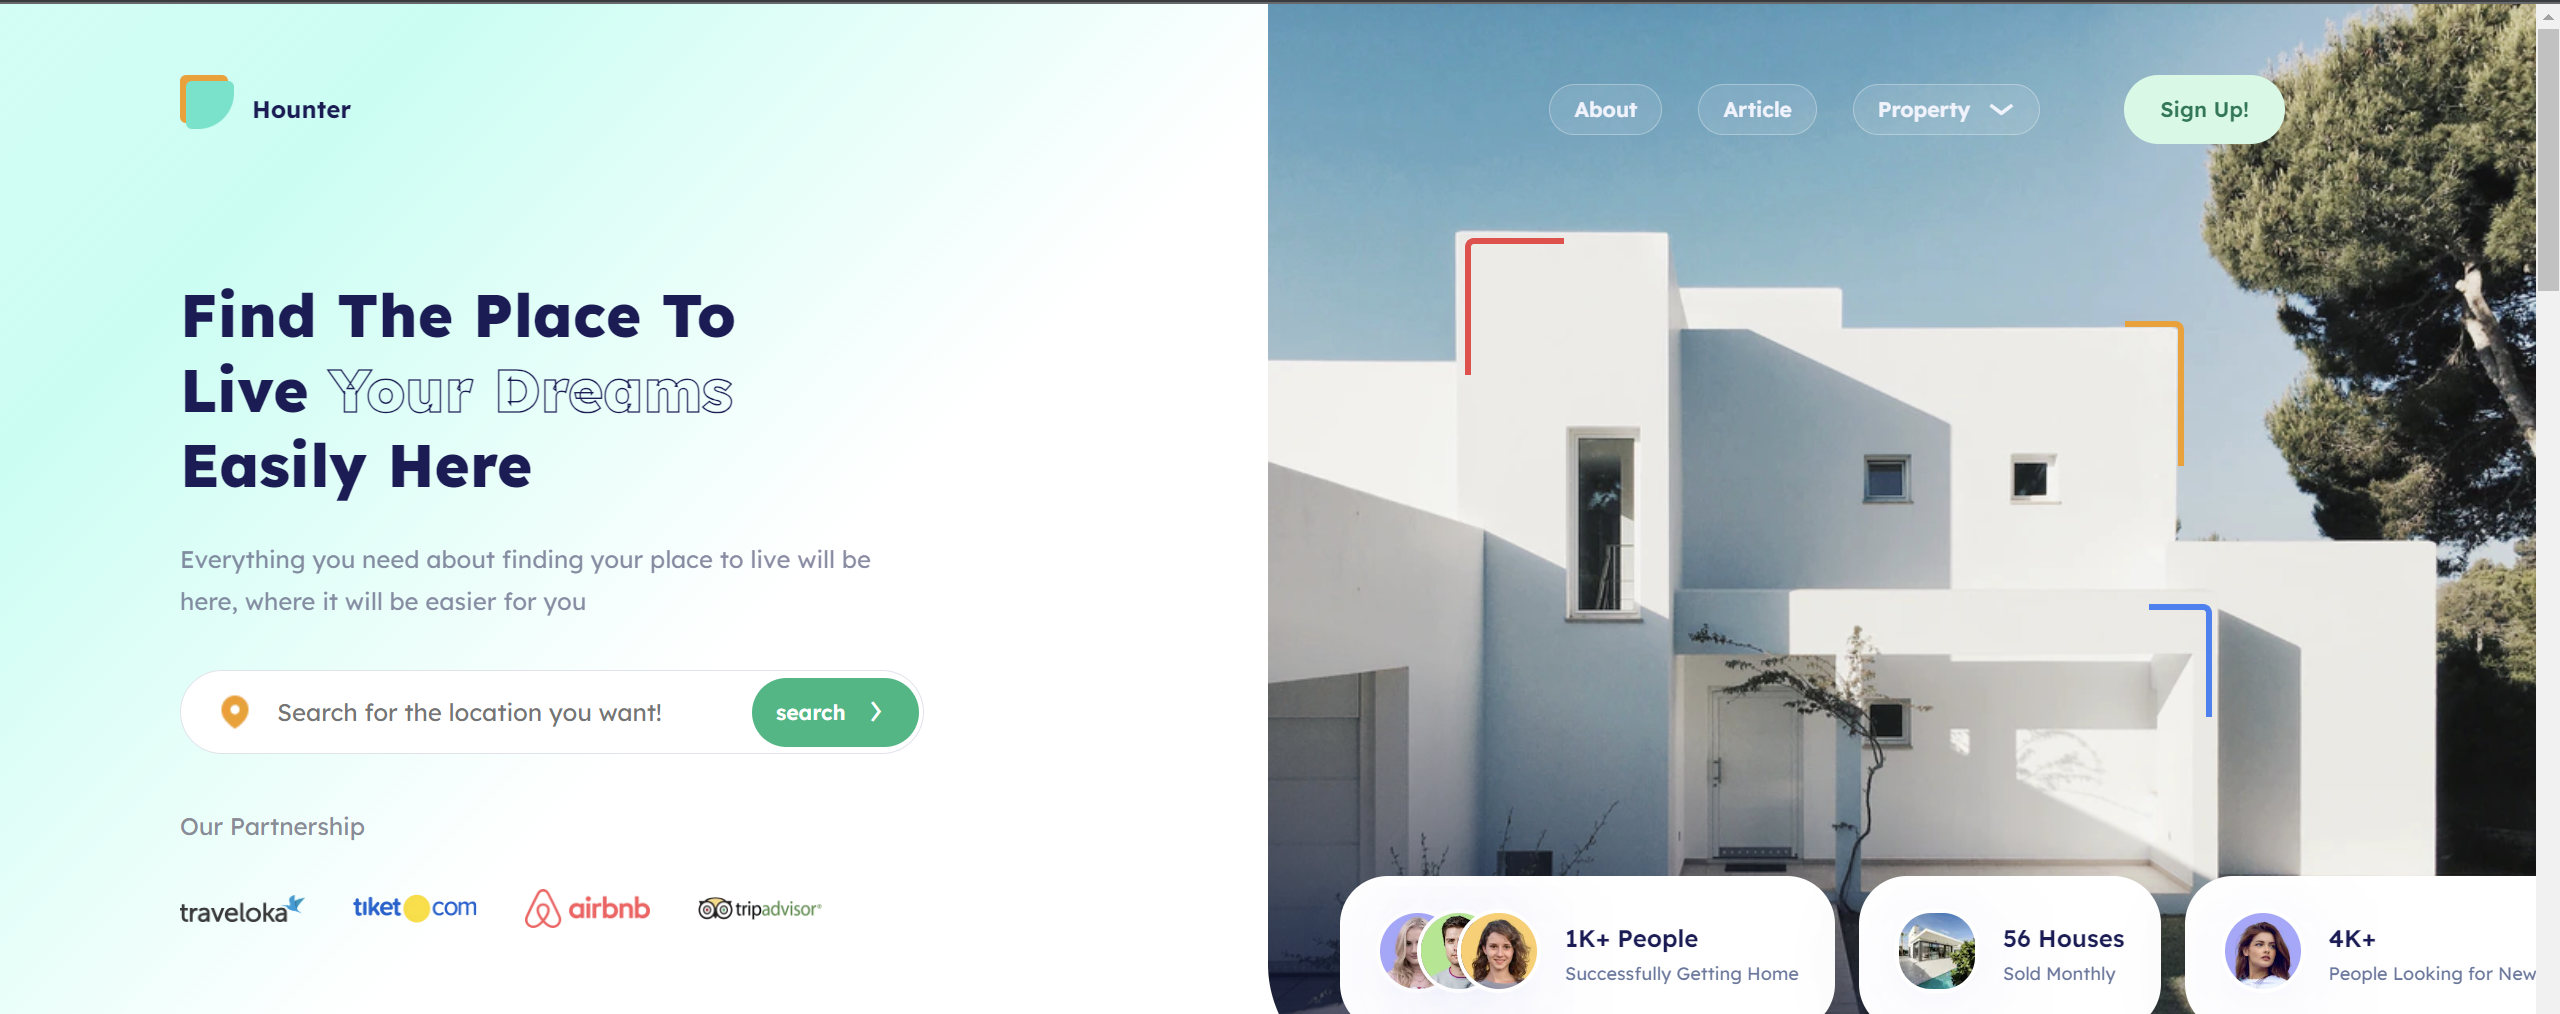 Hounter
About
Article
Property
Sign Up!
Find The Place To
Live Your Dreams
Easily Here
Everything you need about finding your place to live will be
here, where it will be easier for you
Search for the location you want!
search
Our Partnership
traveloka
tiket.com
airbnb
tripadvisor®
1K+ People
Successfully Getting Home
56 Houses
Sold Monthly
4K+
People Looking for New